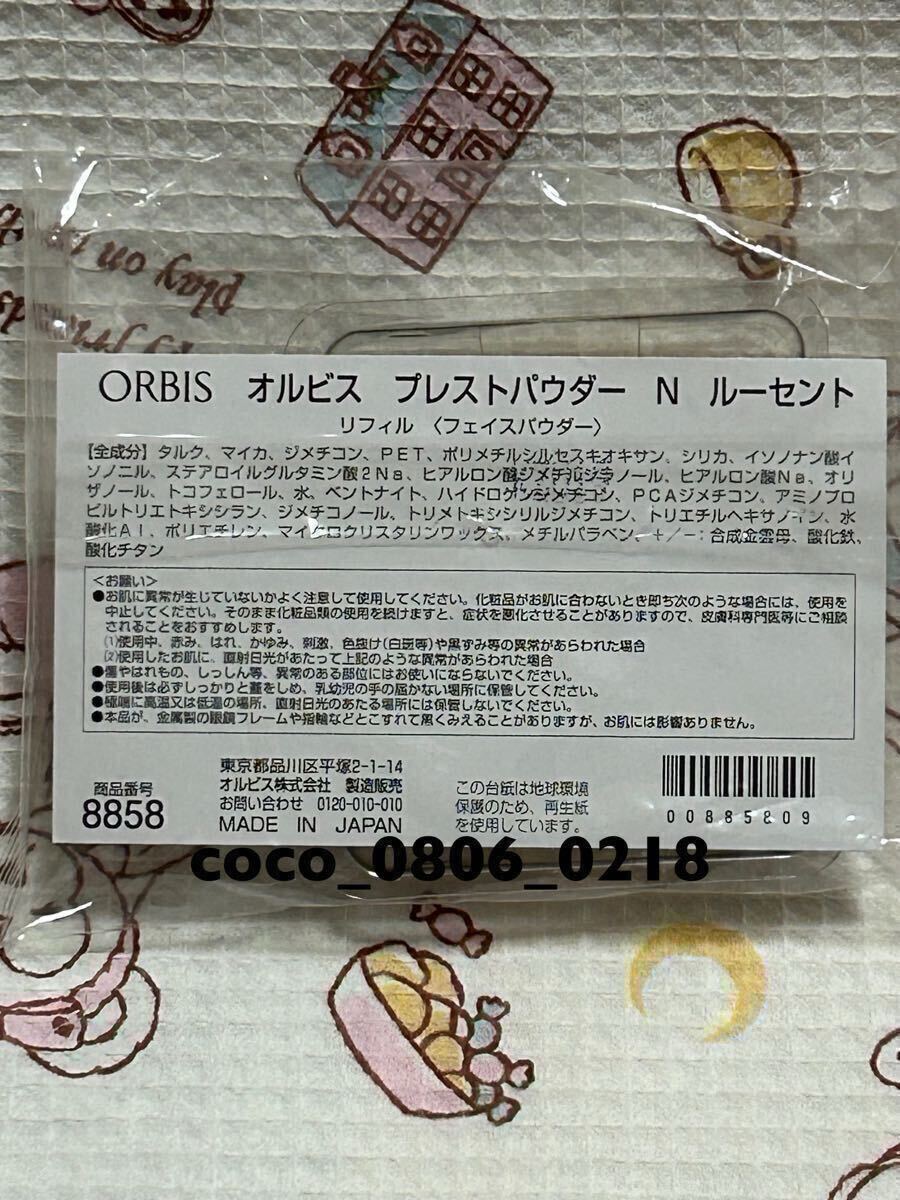 play on
ORBIS オルビス プレストパウダー N ルーセント
リフィル 〈フェイスパウダー〉
【全成分】タルク、マイカ、ジメチコン、PET、ポリメチルシルセスキオキサン、シリカ、イソノナン酸イ
ソノニル、ステアロイルグルタミン酸2Na、ヒアルロン酸ジメチルシラノール、ヒアルロン酸Na、オリ
ザノール、トコフェロール、水、ベントナイト、ハイドロゲンジメチコン、PCAジメチコン、アミノプロ
ピルトリエトキシシラン、ジメチコノール、トリメトキシシリルジメチコン、トリエチルヘキサノイン、水
酸化Al、ポリエチレン、マイクロクリスタリンワックス、メチルパラベン、+/−：合成金雲母、酸化鉄、
酸化チタン
＜お願い＞
●お肌に異常が生じていないかよく注意して使用してください。化粧品がお肌に合わないとき即ち次のような場合には、使用を
中止してください。そのまま化粧品類の使用を続けますと、症状を悪化させることがありますので、皮膚科専門医等にご相談
されることをおすすめします。
(1)使用中、赤み、はれ、かゆみ、刺激、色抜け(白斑等)や黒ずみ等の異常があらわれた場合
(2)使用したお肌に、直射日光があたって上記のような異常があらわれた場合
●傷やはれもの、しっしん等、異常のある部位にはお使いにならないでください。
●使用後は必ずしっかりと蓋をしめ、乳幼児の手の届かない場所に保管してください。
●極端に高温又は低温の場所、直射日光のあたる場所には保管しないでください。
●本品が、金属製の眼鏡フレームや指輪などとこすれて黒くみえることがありますが、お肌には影響ありません。
商品番号
8858
東京都品川区平塚2-1-14
オルビス株式会社 製造販売
お問い合わせ 0120-010-010
MADE IN JAPAN
この台紙は地球環境
保護のため、再生紙
を使用しています。
00885809
coco_0806_0218